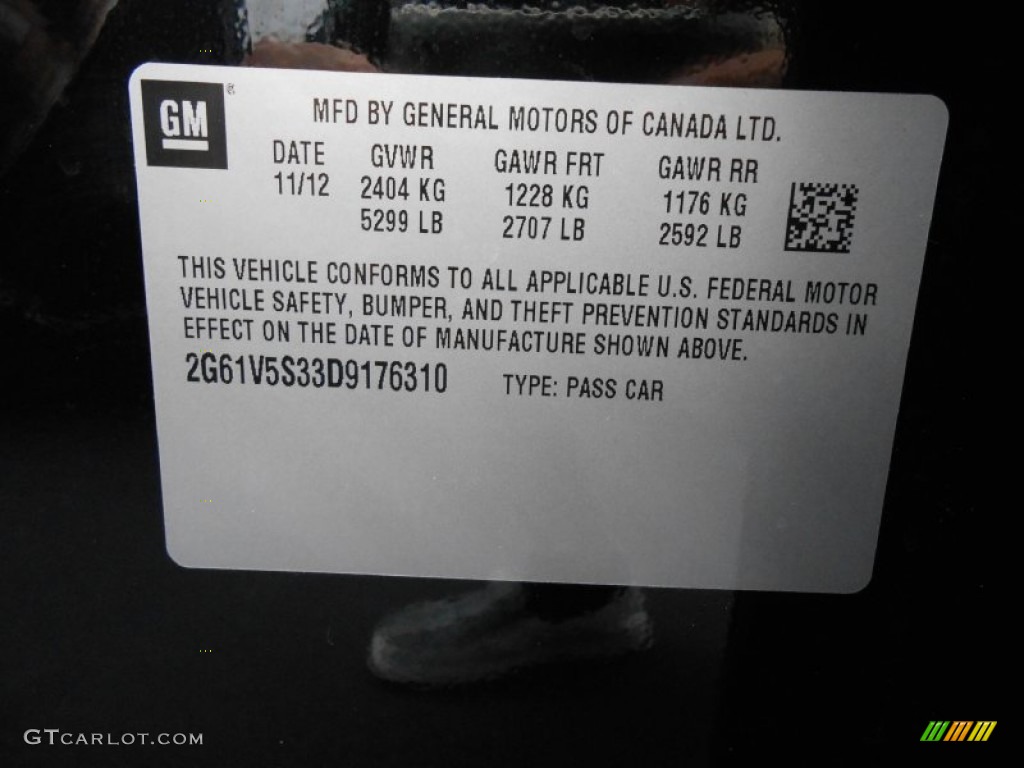 GM ®
MFD BY GENERAL MOTORS OF CANADA LTD.
DATE GVWR GAWR FRT GAWR RR
11/12 2404 KG 1228 KG 1176 KG
5299 LB 2707 LB 2592 LB
THIS VEHICLE CONFORMS TO ALL APPLICABLE U.S. FEDERAL MOTOR
VEHICLE SAFETY, BUMPER, AND THEFT PREVENTION STANDARDS IN
EFFECT ON THE DATE OF MANUFACTURE SHOWN ABOVE.
2G61V5S33D9176310 TYPE: PASS CAR
GTCARLOT.COM